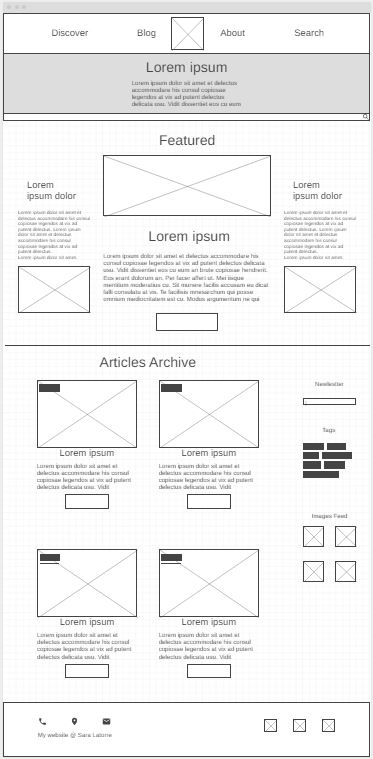 Discover Blog About Search
Lorem ipsum
Lorem ipsum dolor sit amet et delectus
accommodare his consul copiosae
legendos at vix ad putent delectus
delicata usu. Vidit dissentiet eos cu eum
Featured
Lorem
ipsum dolor
Lorem ipsum dolor sit amet et
delectus accommodare his consul
copiosae legendos at vix ad
putent delectus. Lorem ipsum
dolor sit amet et delectus
accommodare his consul
copiosae legendos at vix ad
putent delectus.
Lorem ipsum dolor sit amet.
Lorem ipsum
Lorem ipsum dolor sit amet et delectus accommodare his
consul copiosae legendos at vix ad putent delectus delicata
usu. Vidit dissentiet eos cu eum an brute copiosae hendrerit.
Eos erant dolorum an. Per facer affert ut. Mei iisque
mentitum moderatius cu. Sit munere facilis accusam eu dicat
falli consulatu at vis. Te facilisis mnesarchum qui posse
omnium mediocritatem est cu. Modus argumentum ne qui
Lorem
ipsum dolor
Lorem ipsum dolor sit amet et
delectus accommodare his consul
copiosae legendos at vix ad
putent delectus. Lorem ipsum
dolor sit amet et delectus
accommodare his consul
copiosae legendos at vix ad
putent delectus.
Lorem ipsum dolor sit amet.
Articles Archive
Lorem ipsum
Lorem ipsum dolor sit amet et
delectus accommodare his consul
copiosae legendos at vix ad putent
delectus delicata usu. Vidit
Lorem ipsum
Lorem ipsum dolor sit amet et
delectus accommodare his consul
copiosae legendos at vix ad putent
delectus delicata usu. Vidit
Lorem ipsum
Lorem ipsum dolor sit amet et
delectus accommodare his consul
copiosae legendos at vix ad putent
delectus delicata usu. Vidit
Lorem ipsum
Lorem ipsum dolor sit amet et
delectus accommodare his consul
copiosae legendos at vix ad putent
delectus delicata usu. Vidit
Tags
Images Feed
My website @ Sara Latorre